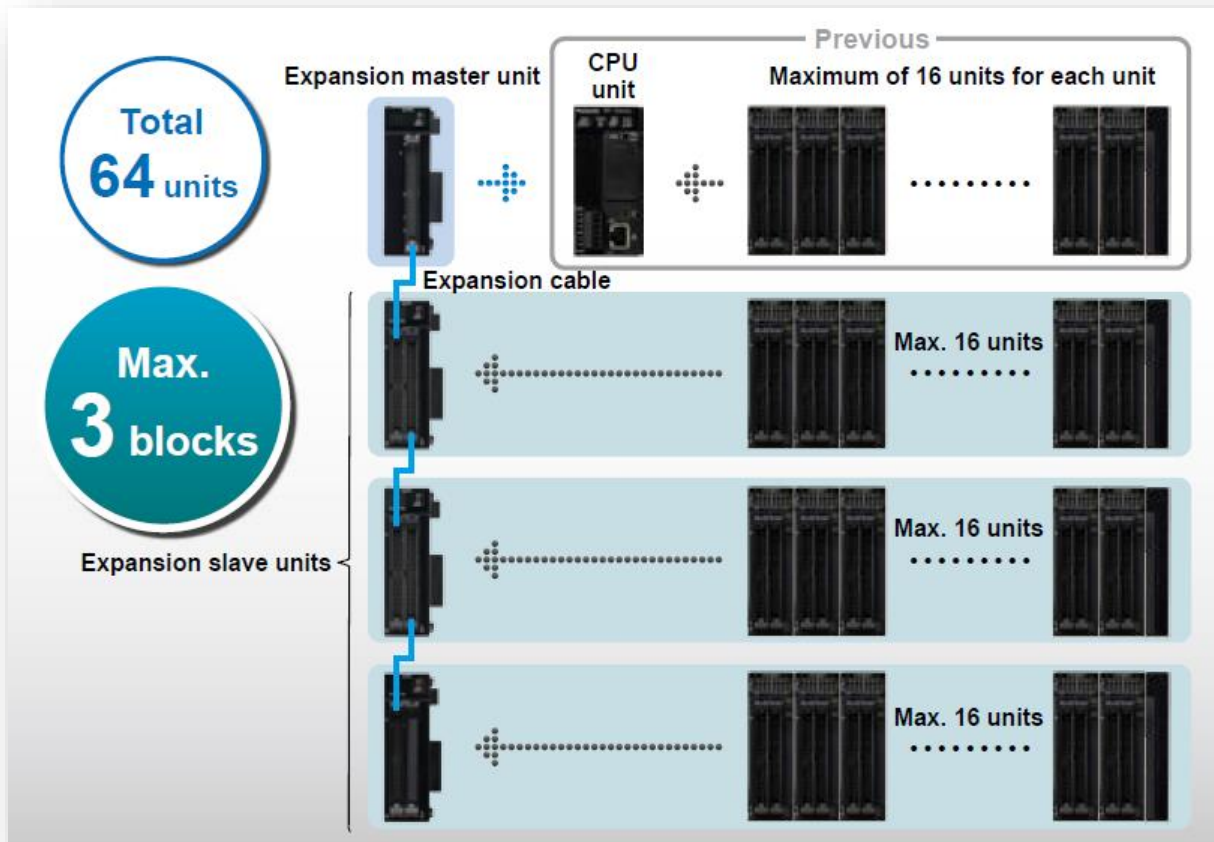 Previous
Total
64 units
Expansion master unit
CPU
unit
Maximum of 16 units for each unit
Expansion cable
Max.
3 blocks
Max. 16 units
Max. 16 units
Expansion slave units
Max. 16 units